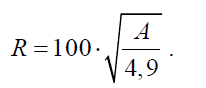 R = 100 · √(A / 4,9) .